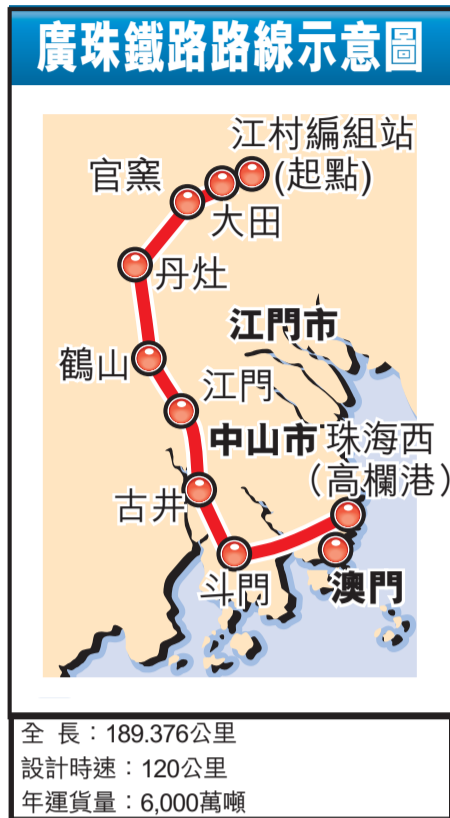 廣珠鐵路路線示意圖
江村編組站
(起點)
官窑
大田
丹灶
江門市
鶴山
江門
中山市
珠海西
(高欄港)
古井
斗門
澳門
全 長：189.376公里
設計時速：120公里
年運貨量：6,000萬噸